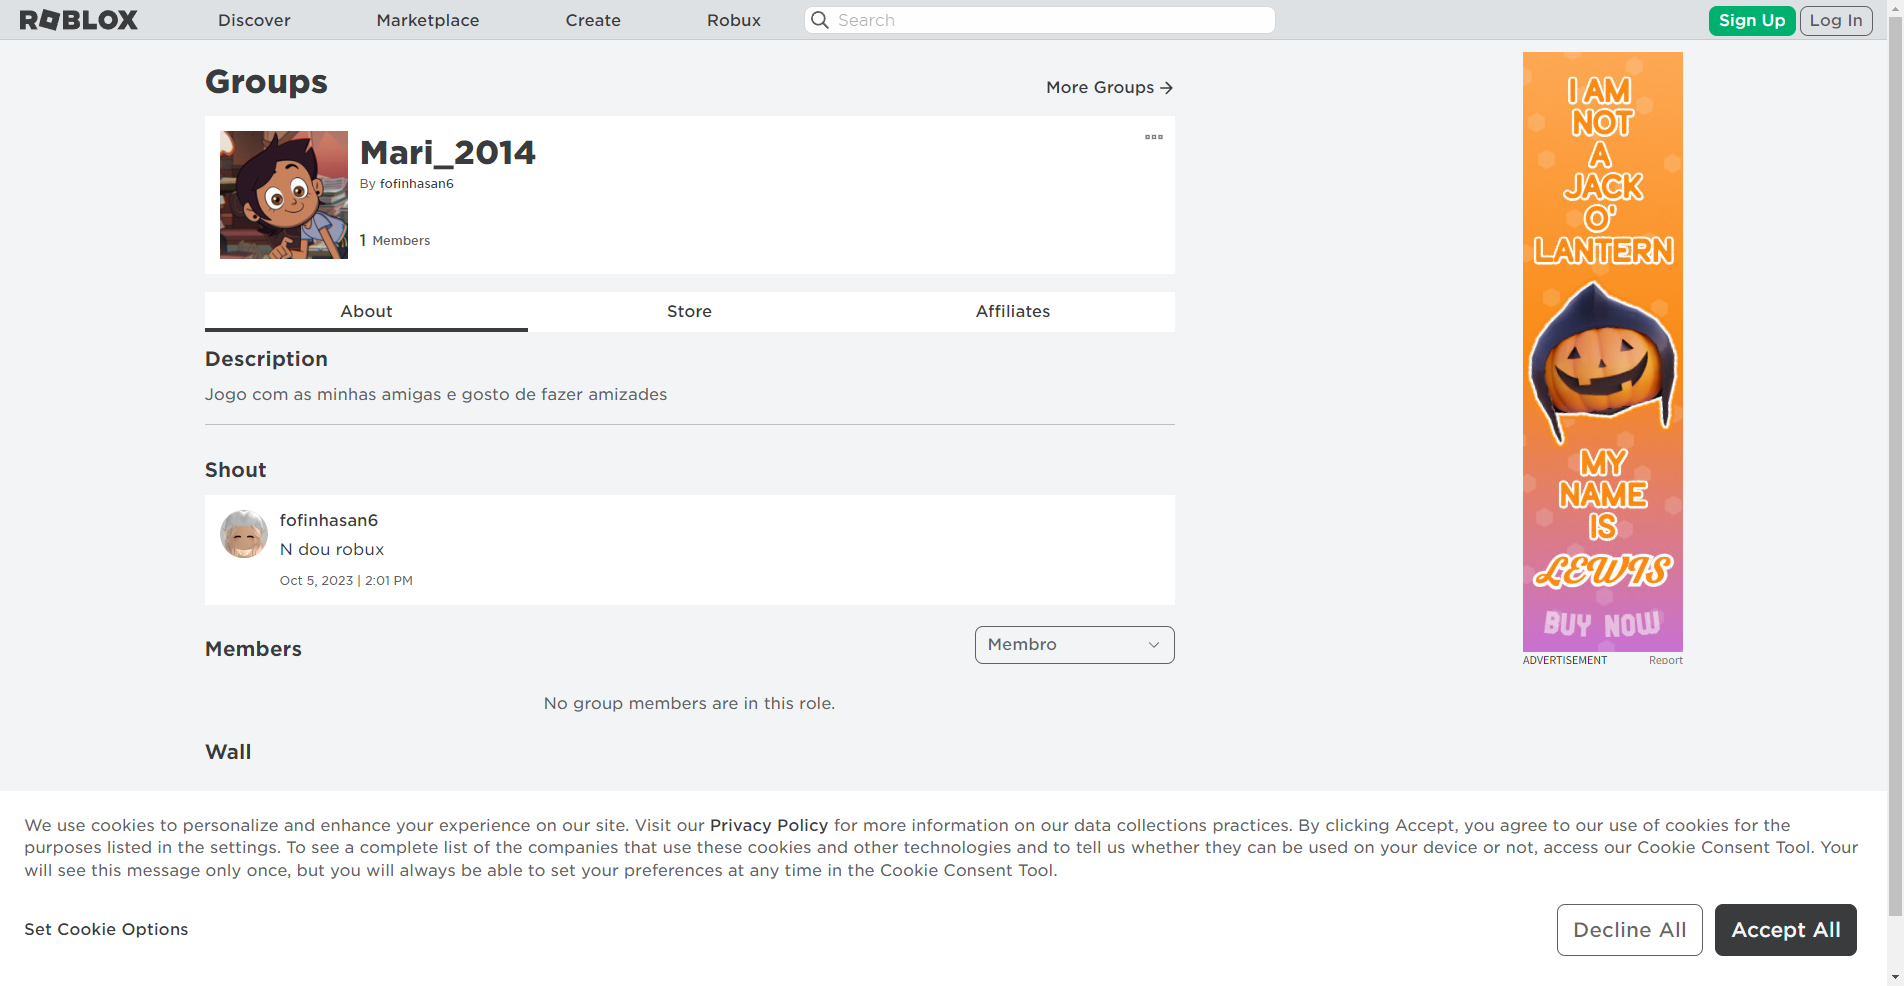 ROBLOX
Discover
Marketplace
Create
Robux
Search
Sign Up
Log In
Groups
More Groups
Mari_2014
By fofinhasan6
1 Members
About
Store
Affiliates
Description
Jogo com as minhas amigas e gosto de fazer amizades
Shout
fofinhasan6
N dou robux
Oct 5, 2023 | 2:01 PM
Members
Membro
No group members are in this role.
Wall
I AM
NOT
A
JACK
O'
LANTERN
MY
NAME
IS
LEWIS
BUY NOW
ADVERTISEMENT
Report
We use cookies to personalize and enhance your experience on our site. Visit our Privacy Policy for more information on our data collections practices. By clicking Accept, you agree to our use of cookies for the
purposes listed in the settings. To see a complete list of the companies that use these cookies and other technologies and to tell us whether they can be used on your device or not, access our Cookie Consent Tool. Your
will see this message only once, but you will always be able to set your preferences at any time in the Cookie Consent Tool.
Set Cookie Options
Decline All
Accept All